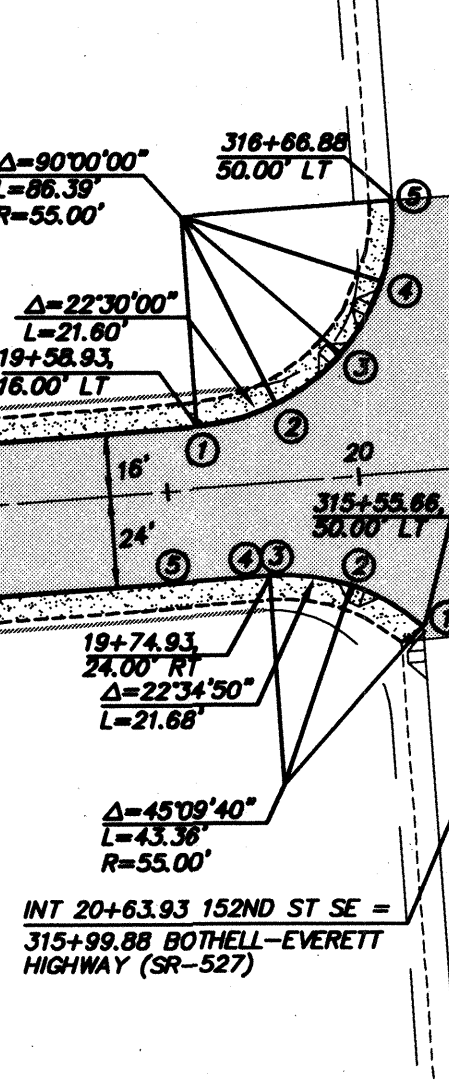 Δ=90°00'00"
L=86.39'
R=55.00'
316+66.88
50.00' LT
5
4
Δ=22°30'00"
L=21.60'
19+58.93,
16.00' LT
3
2
1
16'
20
315+55.66,
50.00' LT
24'
5
4
3
2
1
19+74.93,
24.00' RT
Δ=22°34'50"
L=21.68'
Δ=45°09'40"
L=43.36'
R=55.00'
INT 20+63.93 152ND ST SE =
315+99.88 BOTHELL-EVERETT
HIGHWAY (SR-527)